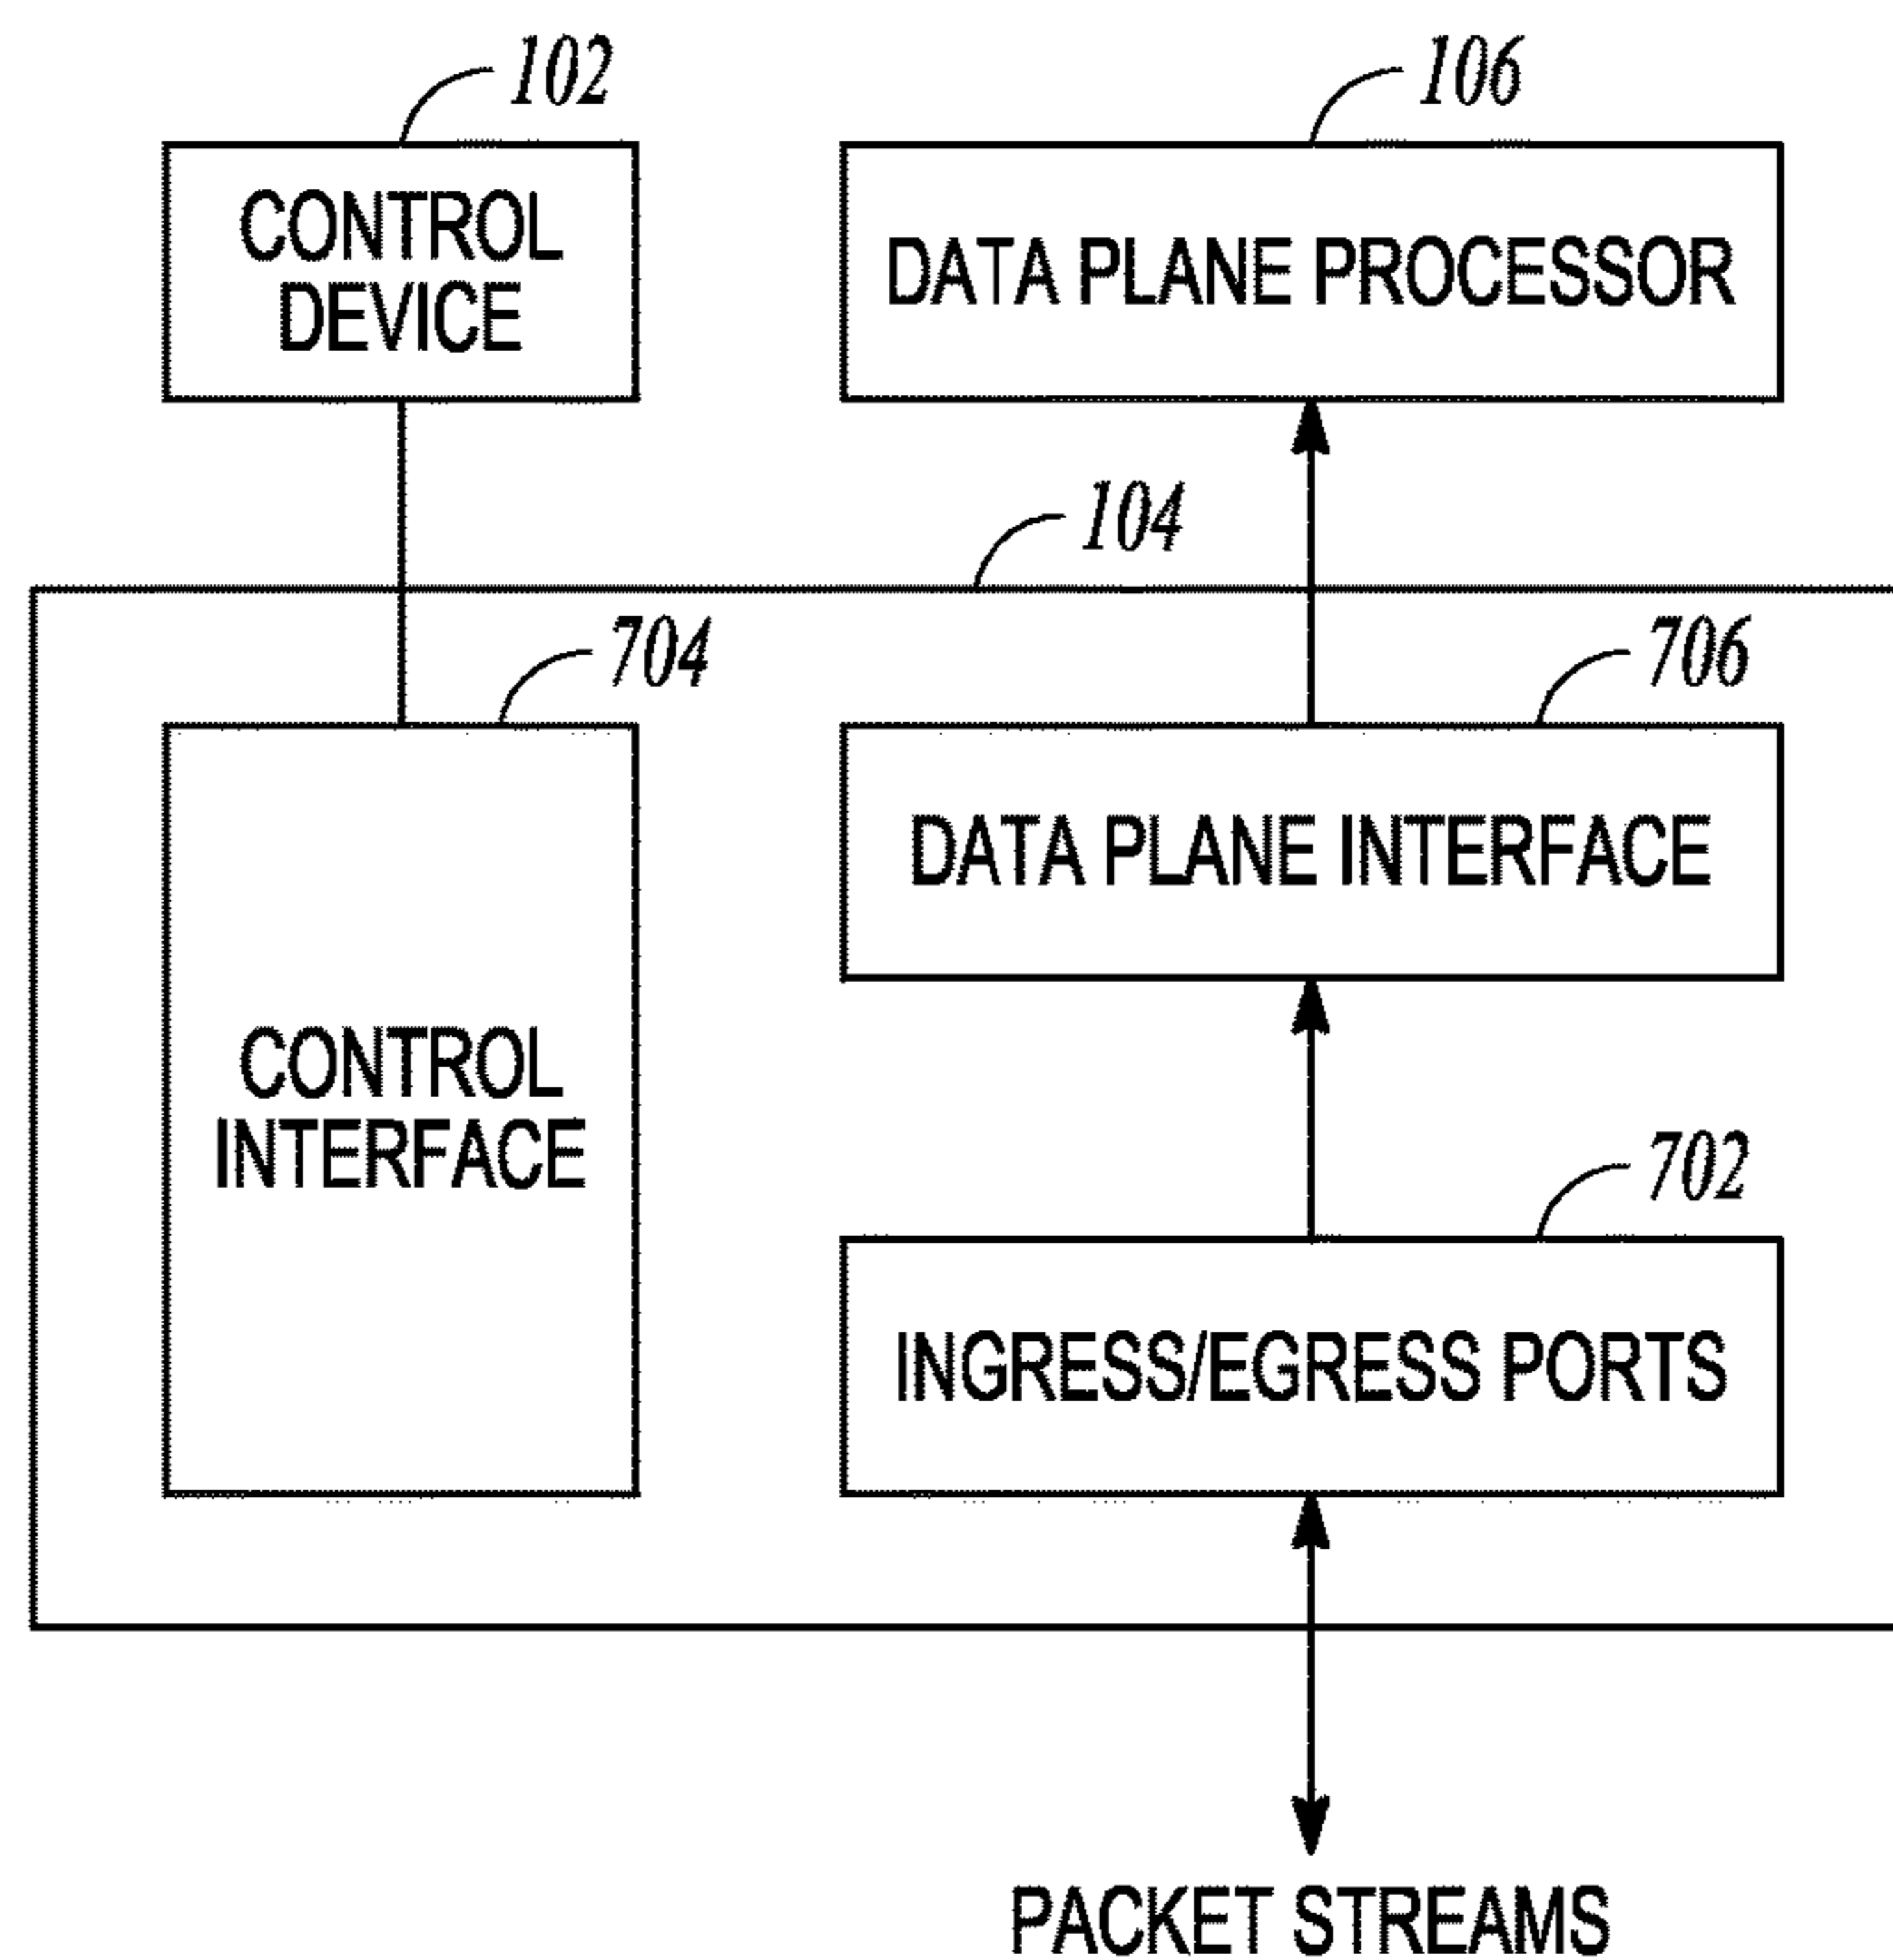 102
106
CONTROL
DEVICE
DATA PLANE PROCESSOR
104
704
706
DATA PLANE INTERFACE
CONTROL
INTERFACE
702
INGRESS/EGRESS PORTS
PACKET STREAMS